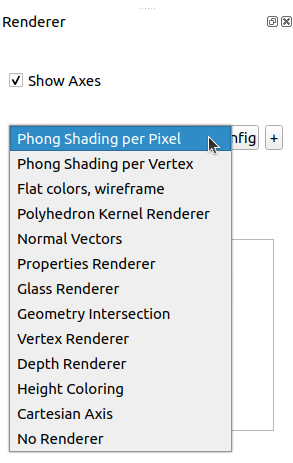 Renderer
Show Axes
Phong Shading per Pixel
nfig +
Phong Shading per Vertex
Flat colors, wireframe
Polyhedron Kernel Renderer
Normal Vectors
Properties Renderer
Glass Renderer
Geometry Intersection
Vertex Renderer
Depth Renderer
Height Coloring
Cartesian Axis
No Renderer